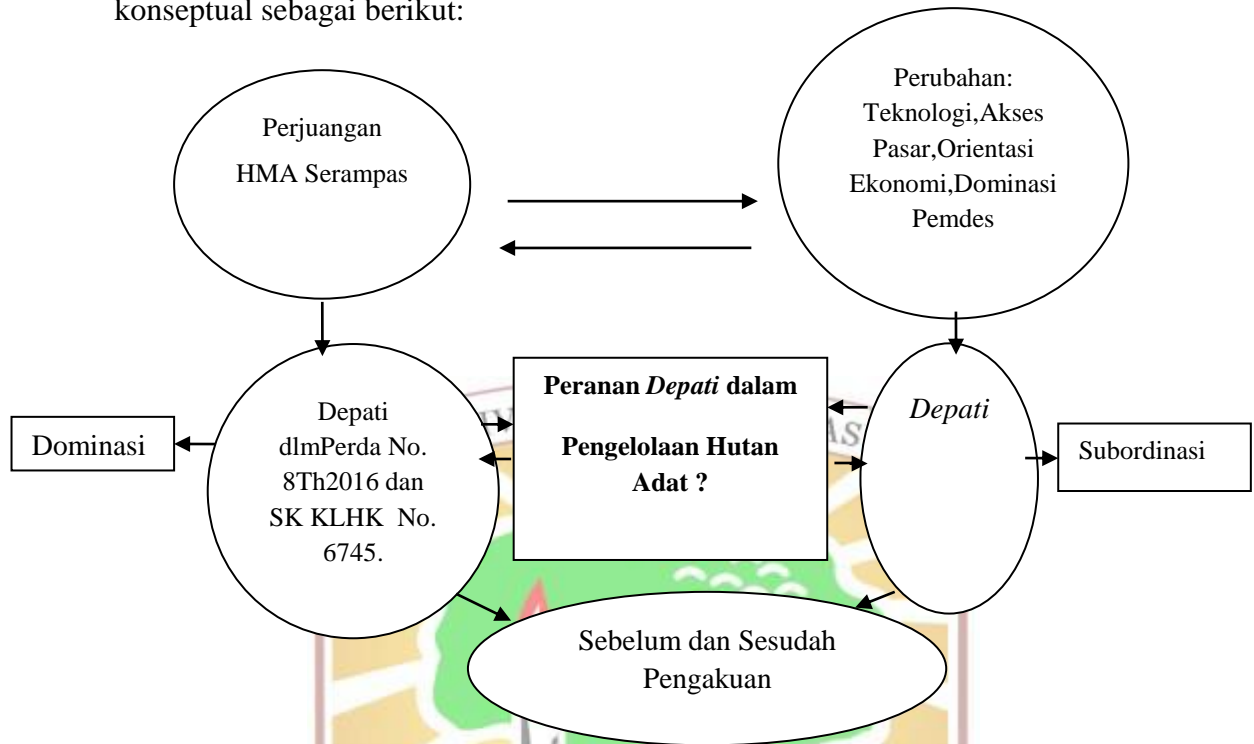 konseptual sebagai berikut:
Perjuangan
HMA Serampas
Perubahan:
Teknologi,Akses
Pasar,Orientasi
Ekonomi,Dominasi
Pemdes
Dominasi
Depati
dlmPerda No.
8Th2016 dan
SK KLHK  No.
6745.
Peranan Depati dalam
Pengelolaan Hutan
Adat ?
Depati
Subordinasi
Sebelum dan Sesudah
Pengakuan